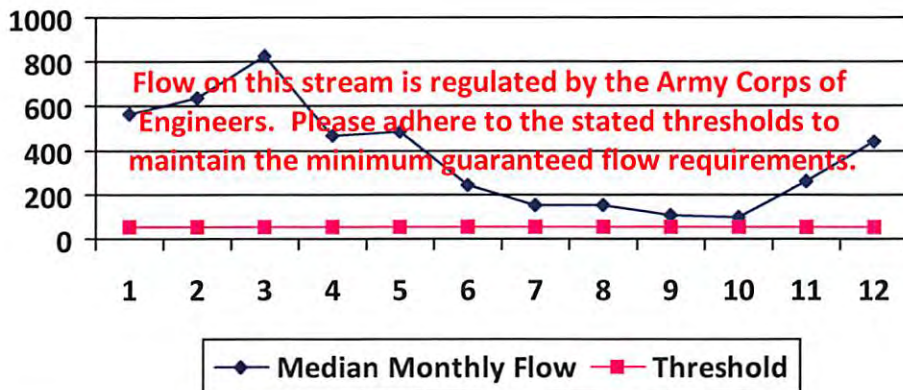 1000
800
600
400
200
0
Flow on this stream is regulated by the Army Corps of
Engineers. Please adhere to the stated thresholds to
maintain the minimum guaranteed flow requirements.
1 2 3 4 5 6 7 8 9 10 11 12
Median Monthly Flow Threshold